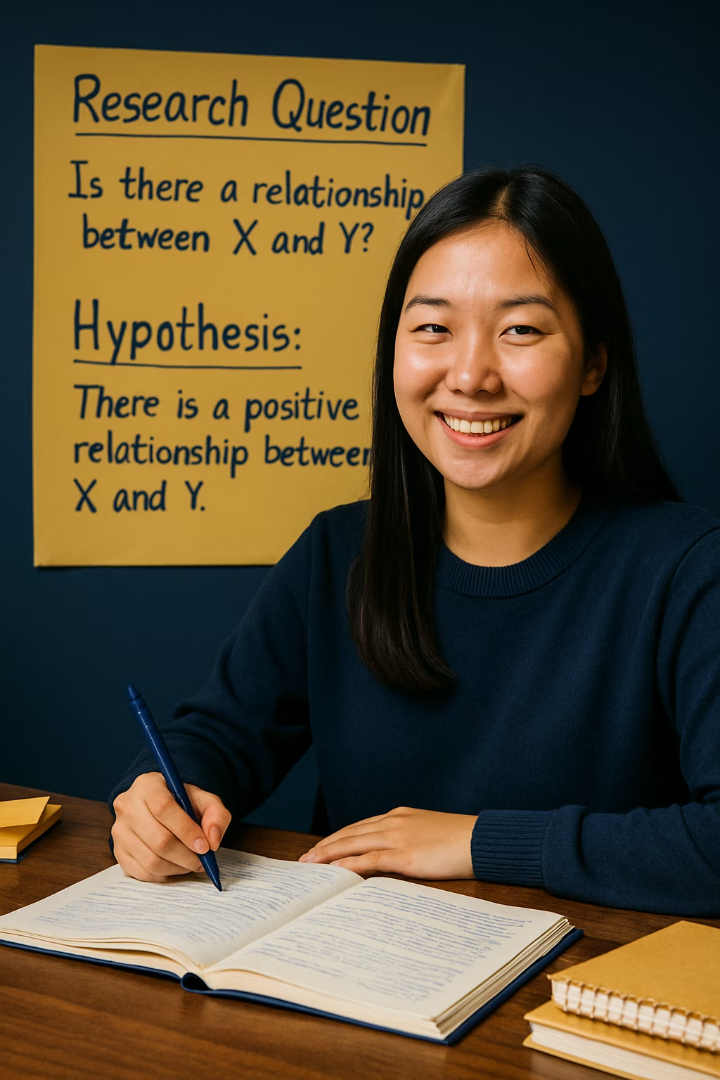 Research Question
Is there a relationship
between X and Y?
Hypothesis:
There is a positive
relationship between
X and Y.